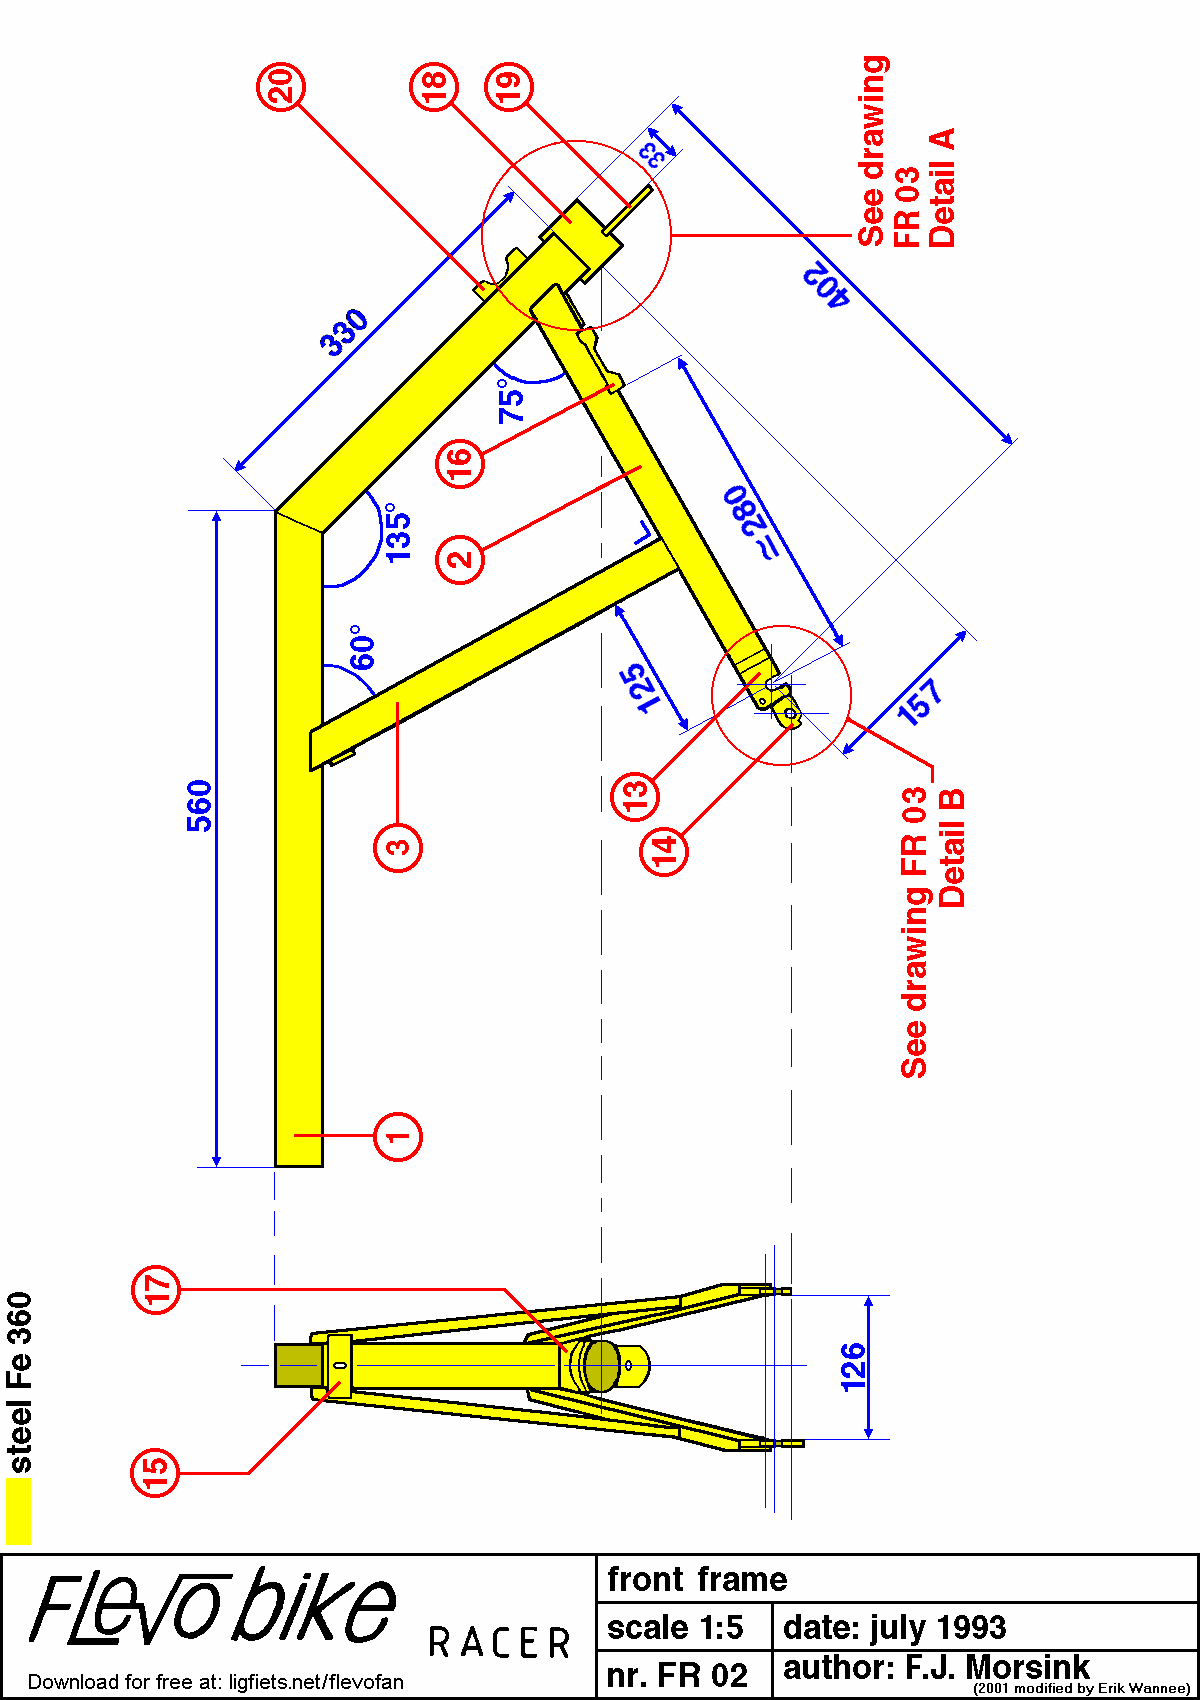 20
18
19
See drawing
FR 03
Detail A
33
402
330
75°
16
135°
2
≈280
60°
125
157
560
3
13
14
See drawing FR 03
Detail B
1
17
15
126
steel Fe 360
Flevobike
RACER
Download for free at: ligfiets.net/flevofan
front frame
scale 1:5
date: july 1993
nr. FR 02
author: F.J. Morsink
(2001 modified by Erik Wannee)